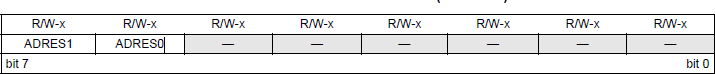 R/W-x R/W-x R/W-x R/W-x R/W-x R/W-x R/W-x R/W-x
ADRES1 ADRES0 — — — — — —
bit 7 bit 0